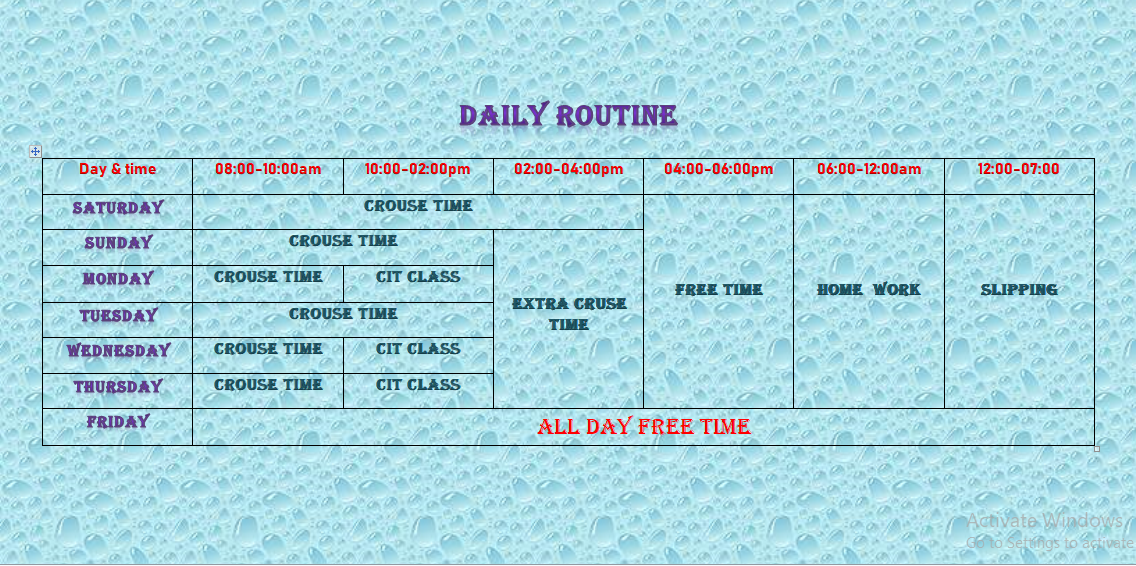 DAILY ROUTINE
Day & time 08:00-10:00am 10:00-02:00pm 02:00-04:00pm 04:00-06:00pm 06:00-12:00am 12:00-07:00
SATURDAY CROUSE TIME
SUNDAY CROUSE TIME
MONDAY CROUSE TIME CIT CLASS
EXTRA CRUSE
TIME
FREE TIME HOME WORK SLIPPING
TUESDAY CROUSE TIME
WEDNESDAY CROUSE TIME CIT CLASS
THURSDAY CROUSE TIME CIT CLASS
FRIDAY ALL DAY FREE TIME
Activate Windows
Go to Settings to activate